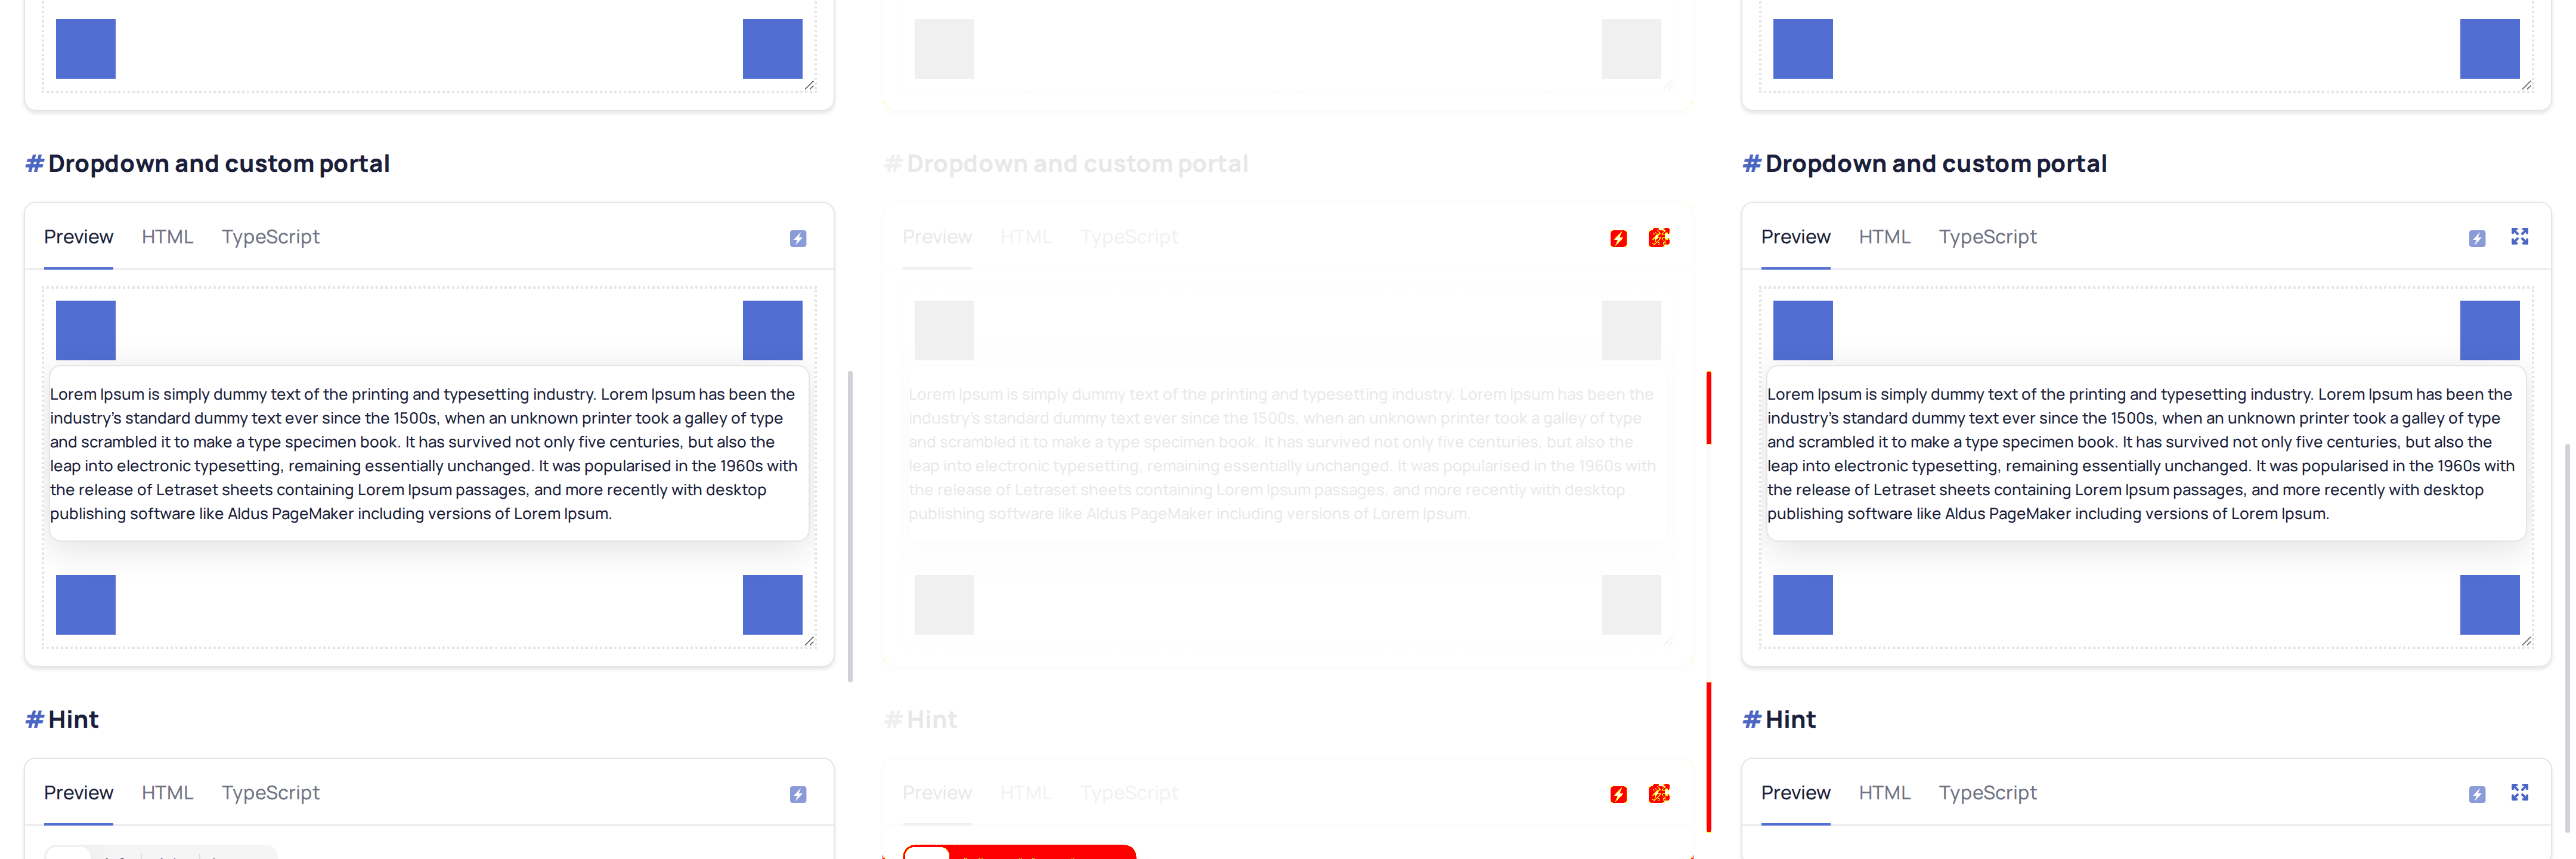 # Dropdown and custom portal
Preview HTML TypeScript
Lorem Ipsum is simply dummy text of the printing and typesetting industry. Lorem Ipsum has been the
industry's standard dummy text ever since the 1500s, when an unknown printer took a galley of type
and scrambled it to make a type specimen book. It has survived not only five centuries, but also the
leap into electronic typesetting, remaining essentially unchanged. It was popularised in the 1960s with
the release of Letraset sheets containing Lorem Ipsum passages, and more recently with desktop
publishing software like Aldus PageMaker including versions of Lorem Ipsum.
# Hint
Preview HTML TypeScript
# Dropdown and custom portal
Preview HTML TypeScript
Lorem Ipsum is simply dummy text of the printing and typesetting industry. Lorem Ipsum has been the
industry's standard dummy text ever since the 1500s, when an unknown printer took a galley of type
and scrambled it to make a type specimen book. It has survived not only five centuries, but also the
leap into electronic typesetting, remaining essentially unchanged. It was popularised in the 1960s with
the release of Letraset sheets containing Lorem Ipsum passages, and more recently with desktop
publishing software like Aldus PageMaker including versions of Lorem Ipsum.
# Hint
Preview HTML TypeScript
# Dropdown and custom portal
Preview HTML TypeScript
Lorem Ipsum is simply dummy text of the printing and typesetting industry. Lorem Ipsum has been the
industry's standard dummy text ever since the 1500s, when an unknown printer took a galley of type
and scrambled it to make a type specimen book. It has survived not only five centuries, but also the
leap into electronic typesetting, remaining essentially unchanged. It was popularised in the 1960s with
the release of Letraset sheets containing Lorem Ipsum passages, and more recently with desktop
publishing software like Aldus PageMaker including versions of Lorem Ipsum.
# Hint
Preview HTML TypeScript